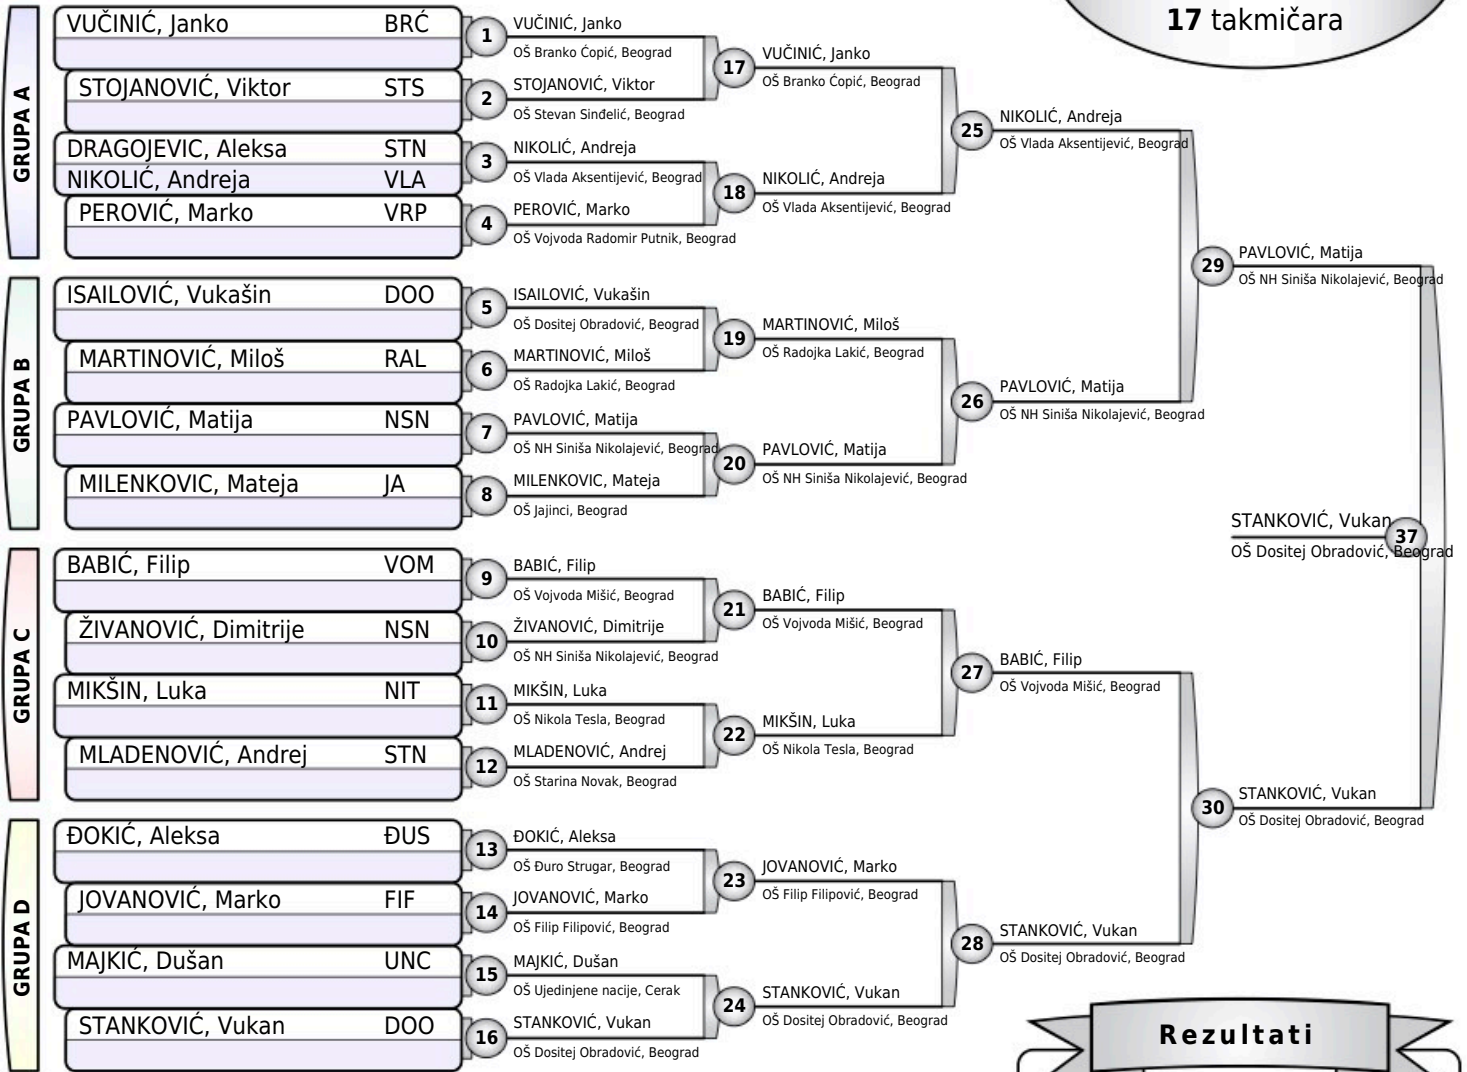 17 takmičara
GRUPA A
VUČINIĆ, Janko BRĆ
STOJANOVIĆ, Viktor STS
DRAGOJEVIC, Aleksa STN
NIKOLIĆ, Andreja VLA
PEROVIĆ, Marko VRP
GRUPA B
ISAILOVIĆ, Vukašin DOO
MARTINOVIĆ, Miloš RAL
PAVLOVIĆ, Matija NSN
MILENKOVIC, Mateja JA
GRUPA C
BABIĆ, Filip VOM
ŽIVANOVIĆ, Dimitrije NSN
MIKŠIN, Luka NIT
MLADENOVIĆ, Andrej STN
GRUPA D
ĐOKIĆ, Aleksa ĐUS
JOVANOVIĆ, Marko FIF
MAJKIĆ, Dušan UNC
STANKOVIĆ, Vukan DOO
1 VUČINIĆ, Janko
OŠ Branko Ćopić, Beograd
2 STOJANOVIĆ, Viktor
OŠ Stevan Sinđelić, Beograd
3 NIKOLIĆ, Andreja
OŠ Vlada Aksentijević, Beograd
4 PEROVIĆ, Marko
OŠ Vojvoda Radomir Putnik, Beograd
5 ISAILOVIĆ, Vukašin
OŠ Dositej Obradović, Beograd
6 MARTINOVIĆ, Miloš
OŠ Radojka Lakić, Beograd
7 PAVLOVIĆ, Matija
OŠ NH Siniša Nikolajević, Beograd
8 MILENKOVIC, Mateja
OŠ Jajinci, Beograd
9 BABIĆ, Filip
OŠ Vojvoda Mišić, Beograd
10 ŽIVANOVIĆ, Dimitrije
OŠ NH Siniša Nikolajević, Beograd
11 MIKŠIN, Luka
OŠ Nikola Tesla, Beograd
12 MLADENOVIĆ, Andrej
OŠ Starina Novak, Beograd
13 ĐOKIĆ, Aleksa
OŠ Đuro Strugar, Beograd
14 JOVANOVIĆ, Marko
OŠ Filip Filipović, Beograd
15 MAJKIĆ, Dušan
OŠ Ujedinjene nacije, Cerak
16 STANKOVIĆ, Vukan
OŠ Dositej Obradović, Beograd
17 VUČINIĆ, Janko
OŠ Branko Ćopić, Beograd
18 NIKOLIĆ, Andreja
OŠ Vlada Aksentijević, Beograd
19 MARTINOVIĆ, Miloš
OŠ Radojka Lakić, Beograd
20 PAVLOVIĆ, Matija
OŠ NH Siniša Nikolajević, Beograd
21 BABIĆ, Filip
OŠ Vojvoda Mišić, Beograd
22 MIKŠIN, Luka
OŠ Nikola Tesla, Beograd
23 JOVANOVIĆ, Marko
OŠ Filip Filipović, Beograd
24 STANKOVIĆ, Vukan
OŠ Dositej Obradović, Beograd
25 NIKOLIĆ, Andreja
OŠ Vlada Aksentijević, Beograd
26 PAVLOVIĆ, Matija
OŠ NH Siniša Nikolajević, Beograd
27 BABIĆ, Filip
OŠ Vojvoda Mišić, Beograd
28 STANKOVIĆ, Vukan
OŠ Dositej Obradović, Beograd
29 PAVLOVIĆ, Matija
OŠ NH Siniša Nikolajević, Beograd
30 STANKOVIĆ, Vukan
OŠ Dositej Obradović, Beograd
STANKOVIĆ, Vukan 37
OŠ Dositej Obradović, Beograd
Rezultati